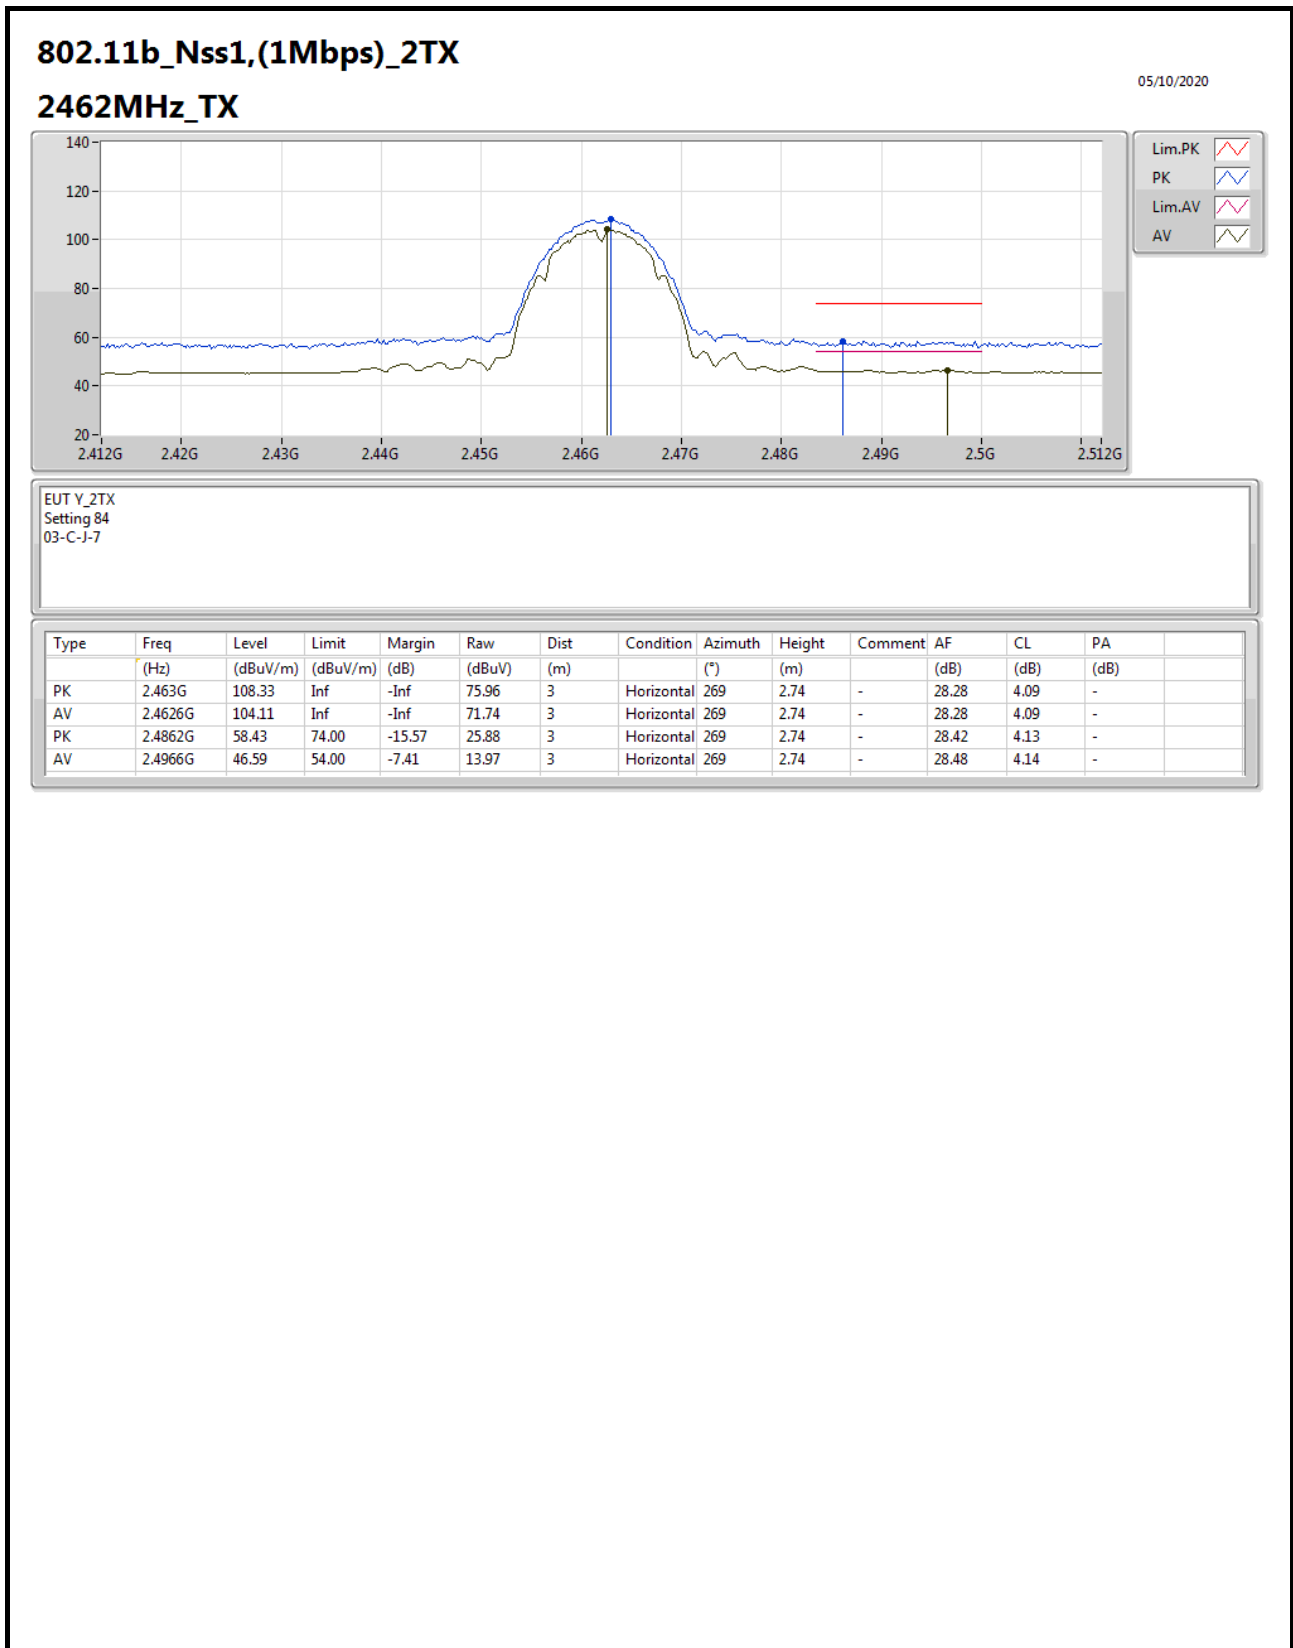 802.11b_Nss1,(1Mbps)_2TX
05/10/2020
2462MHz_TX
140
120
100
80
60
40
20
2.412G 2.42G 2.43G 2.44G 2.45G 2.46G 2.47G 2.48G 2.49G 2.5G 2.512G
Lim.PK
PK
Lim.AV
AV
EUT Y_2TX
Setting 84
03-C-J-7
Type Freq Level Limit Margin Raw Dist Condition Azimuth Height Comment AF CL PA
(Hz) (dBuV/m) (dBuV/m) (dB) (dBuV) (m) (°) (m) (dB) (dB) (dB)
PK 2.463G 108.33 Inf -Inf 75.96 3 Horizontal 269 2.74 - 28.28 4.09 -
AV 2.4626G 104.11 Inf -Inf 71.74 3 Horizontal 269 2.74 - 28.28 4.09 -
PK 2.4862G 58.43 74.00 -15.57 25.88 3 Horizontal 269 2.74 - 28.42 4.13 -
AV 2.4966G 46.59 54.00 -7.41 13.97 3 Horizontal 269 2.74 - 28.48 4.14 -